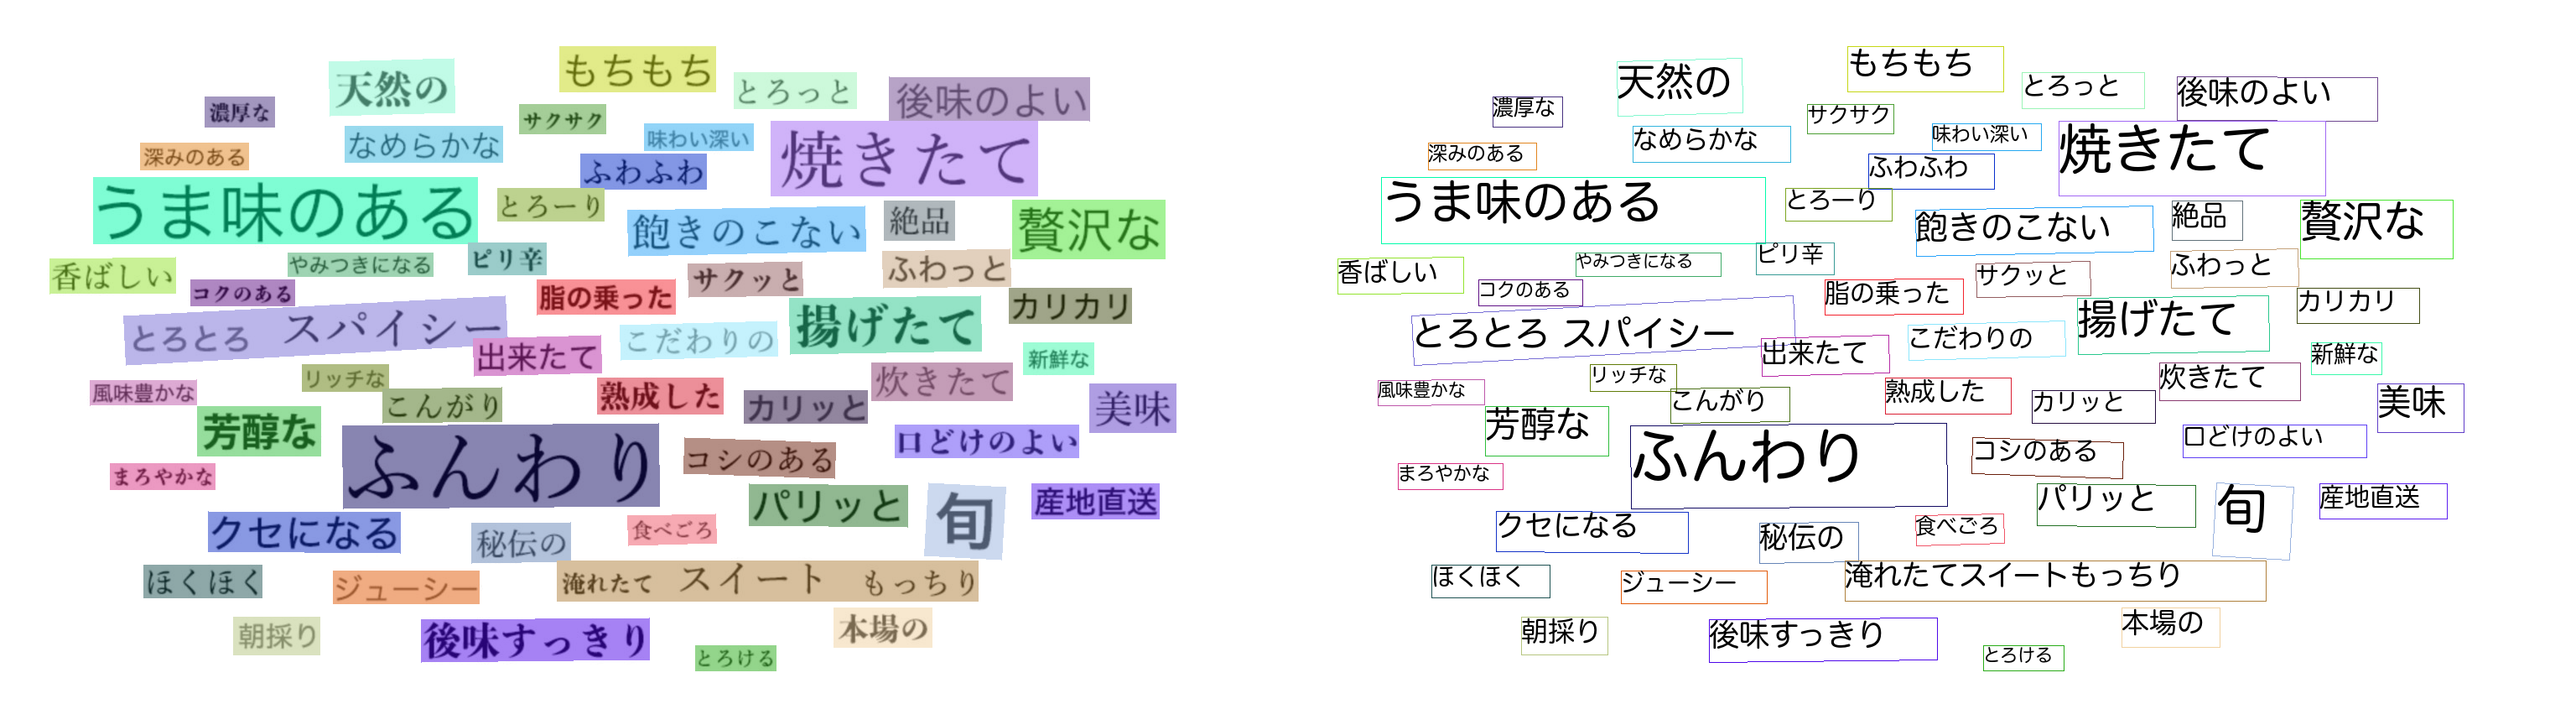 もちもち
天然の
とろっと
後味のよい
濃厚な
サクサク
なめらかな
味わい深い
焼きたて
深みのある
ふわふわ
うま味のある
とろーり
飽きのこない
絶品
贅沢な
ピリ辛
香ばしい
やみつきになる
サクッと
ふわっと
コクのある
脂の乗った
カリカリ
とろとろ スパイシー
揚げたて
こだわりの
出来たて
新鮮な
リッチな
炊きたて
風味豊かな
こんがり
熟成した
カリッと
美味
芳醇な
ふんわり
口どけのよい
コシのある
まろやかな
パリッと
旬
産地直送
クセになる
秘伝の
食べごろ
ほくほく
ジューシー
淹れたて スイート もっちり
朝採り
後味すっきり
本場の
とろける
もちもち
天然の
とろっと
後味のよい
濃厚な
サクサク
なめらかな
味わい深い
焼きたて
深みのある
ふわふわ
うま味のある
とろーり
飽きのこない
絶品
贅沢な
ピリ辛
香ばしい
やみつきになる
サクッと
ふわっと
コクのある
脂の乗った
カリカリ
とろとろ スパイシー
揚げたて
こだわりの
出来たて
新鮮な
リッチな
炊きたて
風味豊かな
こんがり
熟成した
カリッと
美味
芳醇な
ふんわり
口どけのよい
コシのある
まろやかな
パリッと
旬
産地直送
クセになる
秘伝の
食べごろ
ほくほく
ジューシー
淹れたてスイートもっちり
朝採り
後味すっきり
本場の
とろける